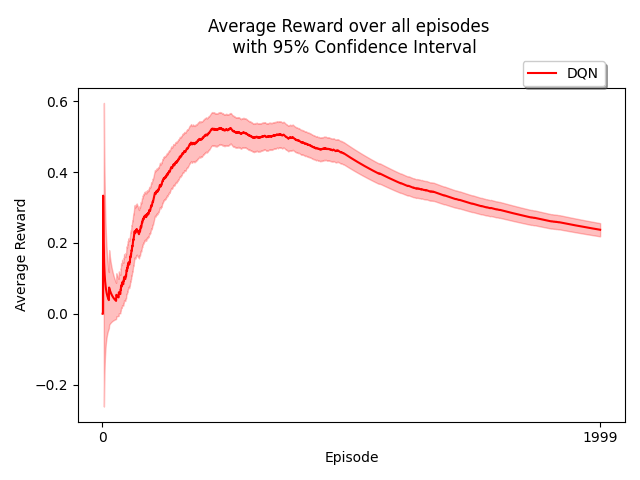 Average Reward over all episodes
with 95% Confidence Interval
DQN
0.6
0.4
0.2
0.0
−0.2
Average Reward
0
1999
Episode